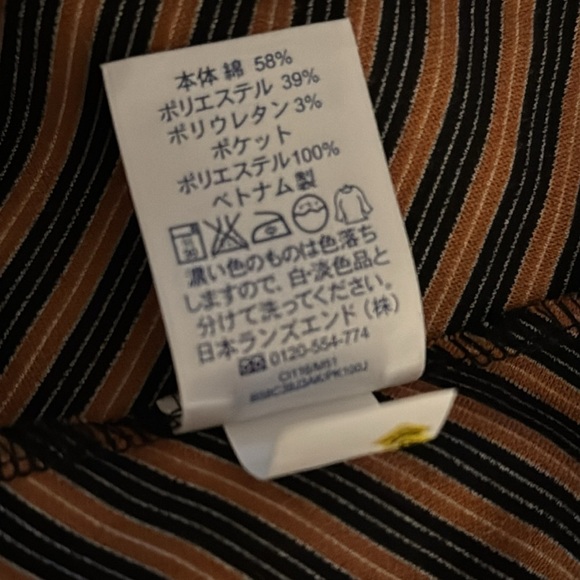 本体 綿 58%
ポリエステル 39%
ポリウレタン 3%
ポケット
ポリエステル100%
ベトナム製
濃い色のものは色落ち
しますので、白・淡色品と
分けて洗ってください。
日本ランズエンド(株)
0120-554-774